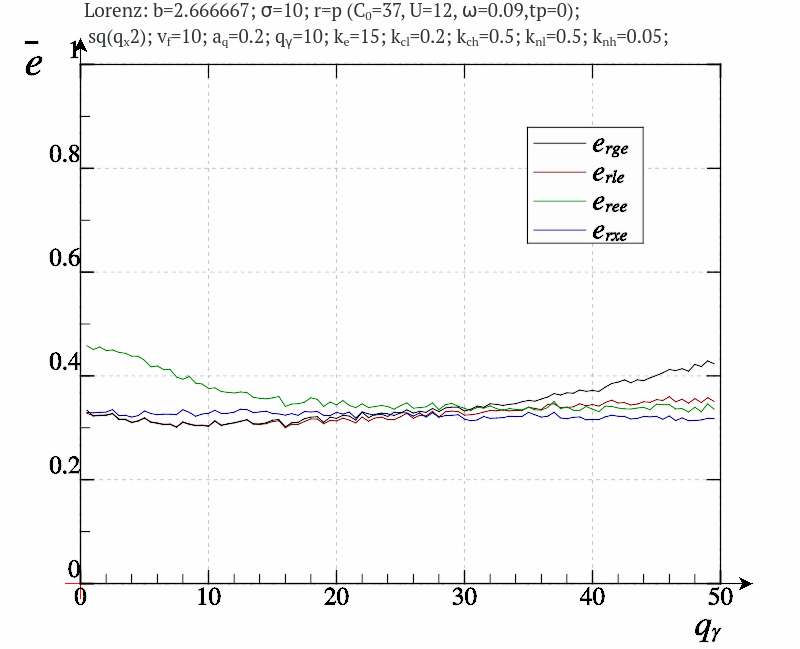 Lorenz: b=2.666667; σ=10; r=p (C₀=37, U=12, ω=0.09,tp=0);
sq(qₓ2); v_f=10; a_q=0.2; q_γ=10; k_e=15; k_cl=0.2; k_ch=0.5; k_nl=0.5; k_nh=0.05;
e̅
1
0.8
0.6
0.4
0.2
0
e_rge
e_rle
e_ree
e_rxe
0 10 20 30 40 50
q_γ